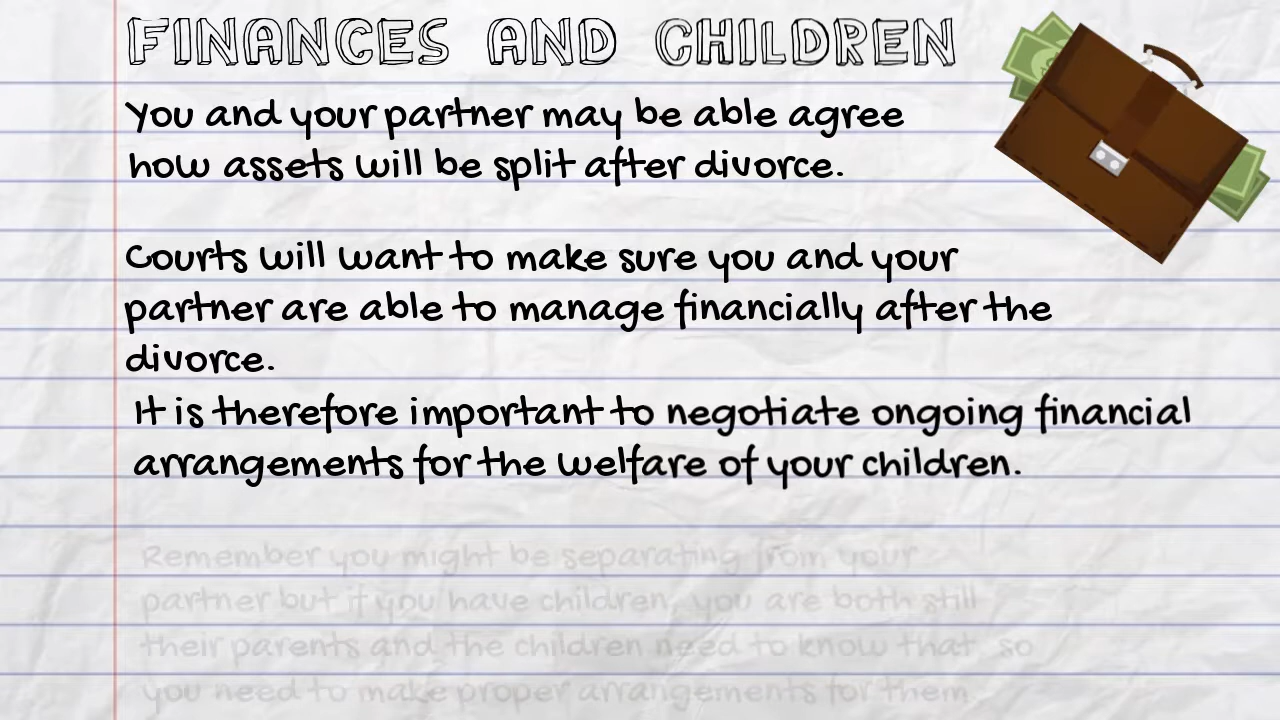 FINANCES AND CHILDREN
You and your partner may be able agree
how assets will be split after divorce.
Courts will want to make sure you and your
partner are able to manage financially after the
divorce.
It is therefore important to negotiate ongoing financial
arrangements for the welfare of your children.
Remember you might be separating from your
partner but if you have children, you are both still
their parents and the children need to know that so
you need to make proper arrangements for them.